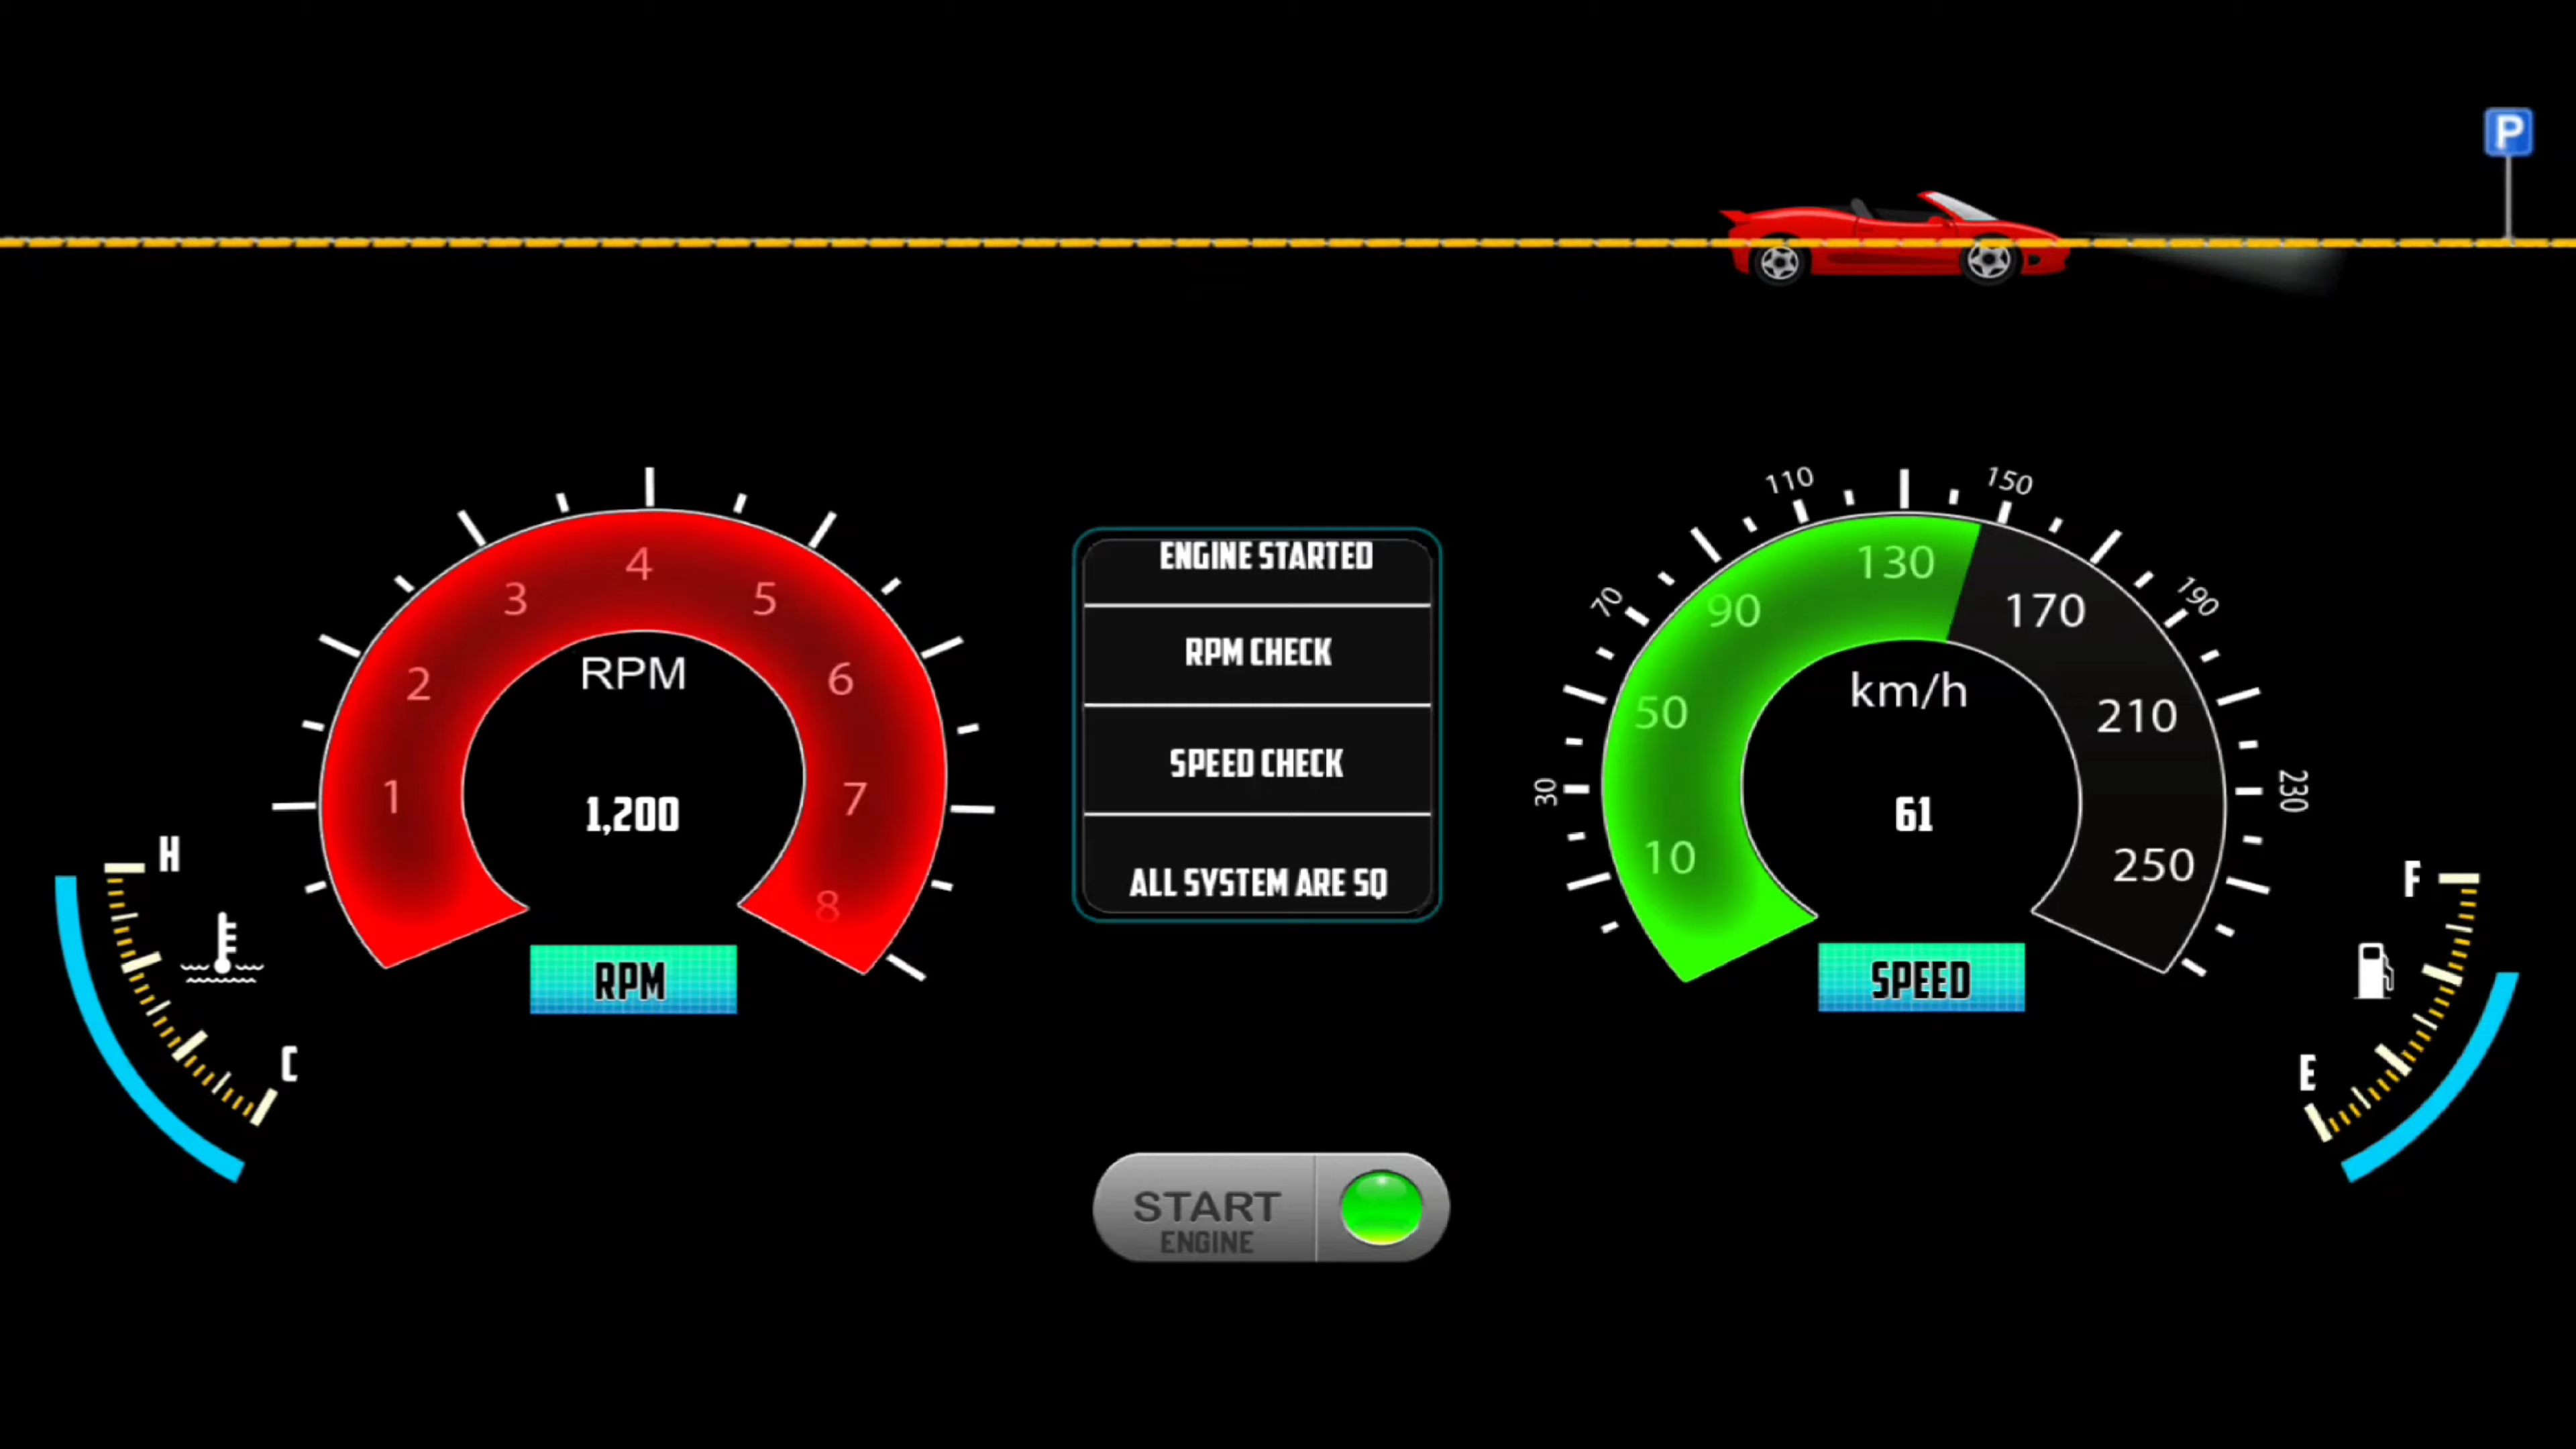 P
ENGINE STARTED
RPM CHECK
SPEED CHECK
ALL SYSTEM ARE SQ
1
2
3
4
5
6
7
8
RPM
1,200
RPM
10
30
50
70
90
110
130
150
170
190
210
230
250
km/h
61
SPEED
H
C
F
E
START
ENGINE